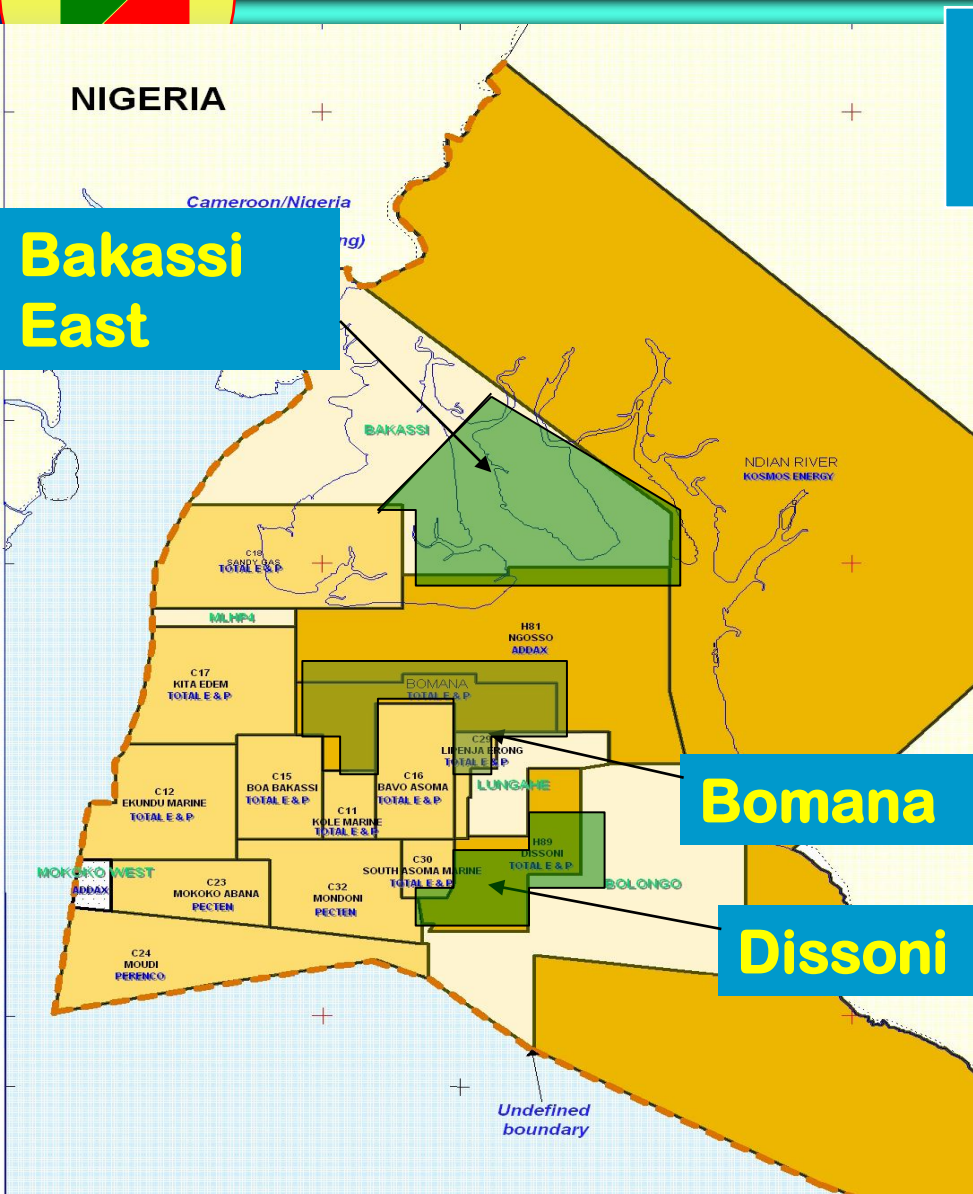 NIGERIA
Cameroon/Nigeria
ng)
Bakassi
East
BAKASSI
NDIAN RIVER
KOSMOS ENERGY
C18
SANDY GAS
TOTAL E & P
MLHP4
H81
NGOSSO
ADDAX
C17
KITA EDEM
TOTAL E & P
BOMANA
TOTAL E & P
C29
LIPENJA ERONG
TOTAL E & P
LUNGAHE
C15
BOA BAKASSI
TOTAL E & P
C16
BAVO ASOMA
TOTAL E & P
C12
EKUNDU MARINE
TOTAL E & P
C11
KOLE MARINE
TOTAL E & P
Bomana
H89
DISSONI
TOTAL E & P
C30
SOUTH ASOMA MARINE
TOTAL E & P
MOKOKO WEST
ADDAX
C23
MOKOKO ABANA
PECTEN
C32
MONDONI
PECTEN
BOLONGO
Dissoni
C24
MOUDI
PERENCO
Undefined
boundary